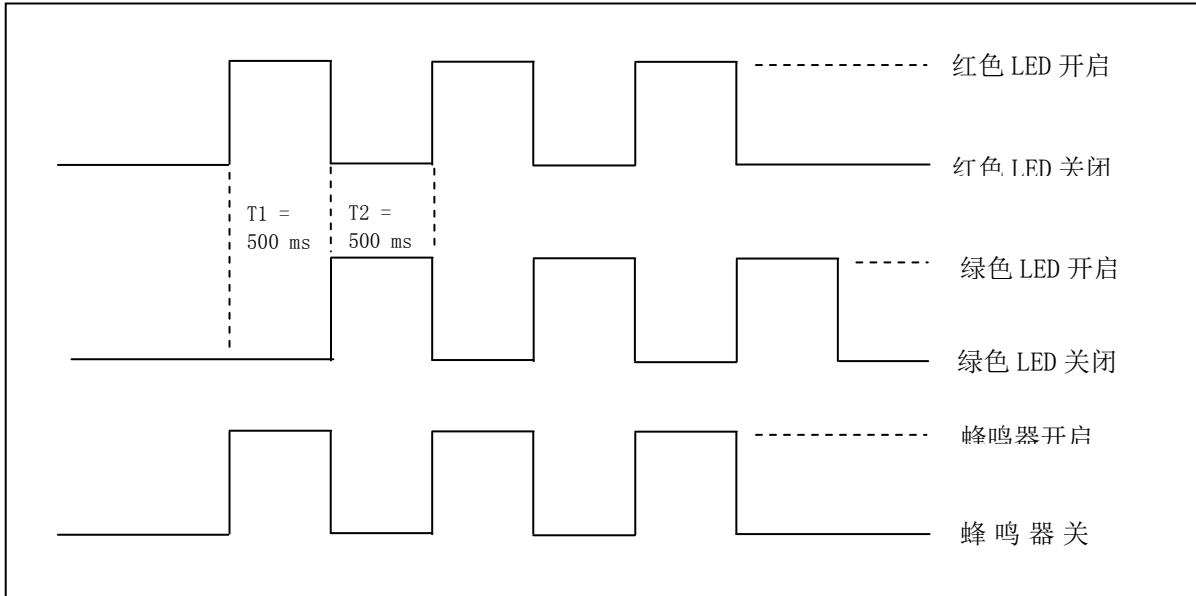 红色 LED 开启
红色 LED 关闭
T1 =
500 ms
T2 =
500 ms
绿色 LED 开启
绿色 LED 关闭
蜂鸣器开启
蜂 鸣 器 关